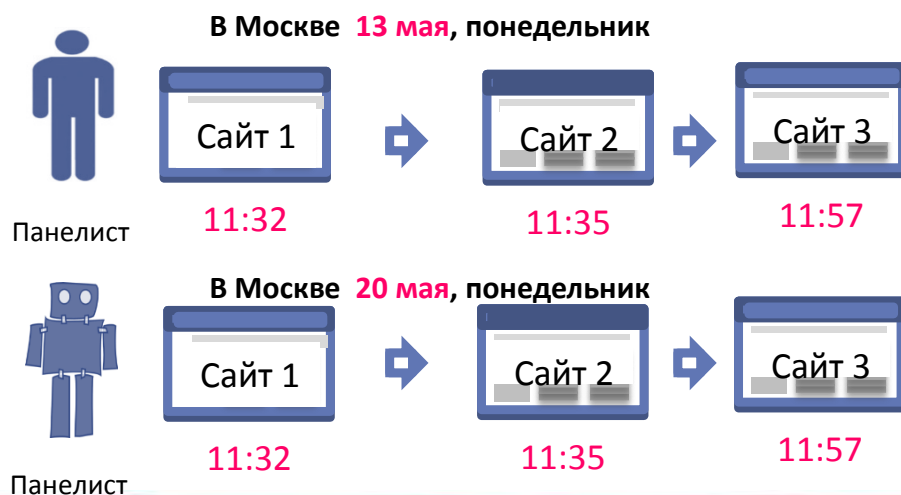 В Москве 13 мая, понедельник
Сайт 1
Сайт 2
Сайт 3
Панелист
11:32
11:35
11:57
В Москве 20 мая, понедельник
Сайт 1
Сайт 2
Сайт 3
11:32
11:35
11:57
Панелист